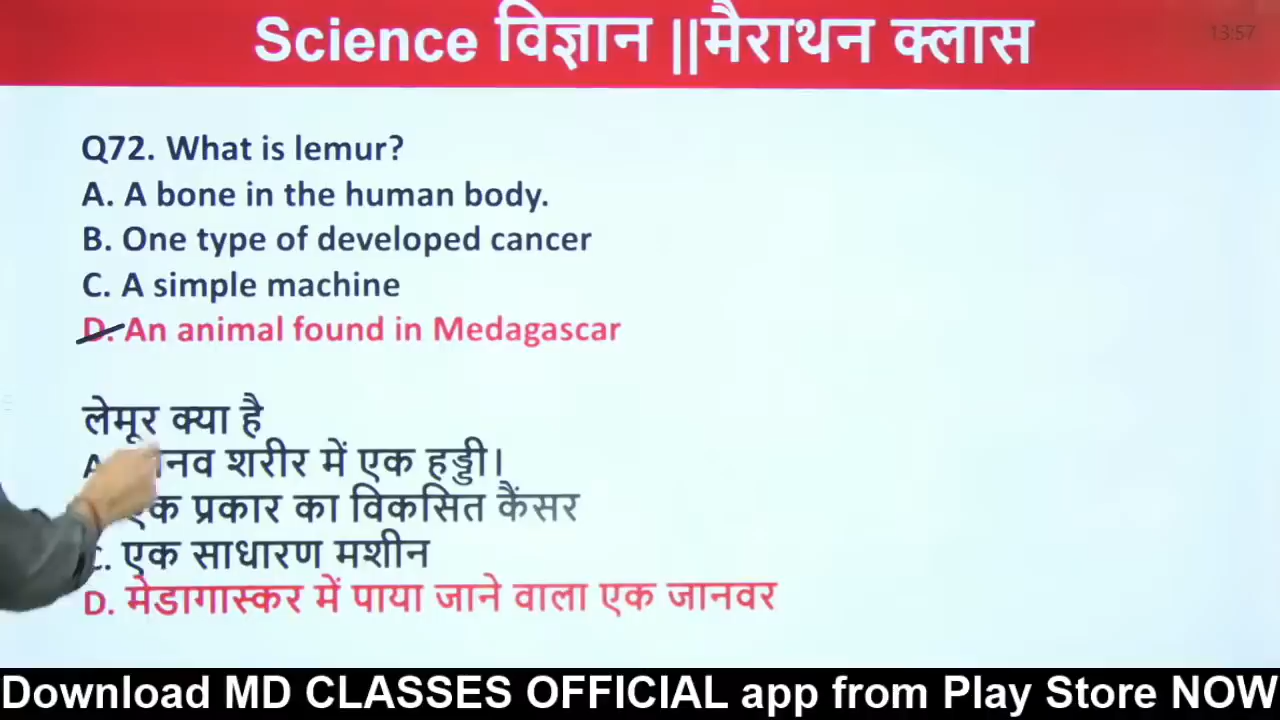 Science विज्ञान ||मैराथन क्लास
13:57
Q72. What is lemur?
A. A bone in the human body.
B. One type of developed cancer
C. A simple machine
D. An animal found in Medagascar
लेमूर क्या है
शरीर में एक हड्डी।
एक प्रकार का विकसित कैंसर
C. एक साधारण मशीन
D. मेडागास्कर में पाया जाने वाला एक जानवर
Download MD CLASSES OFFICIAL app from Play Store NOW